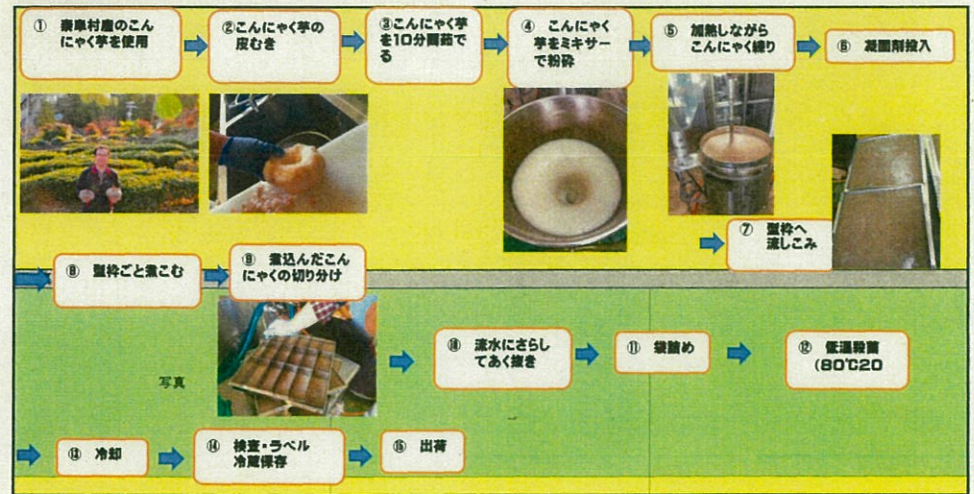 ① 泰阜村産のこん
にゃく芋を使用
②こんにゃく芋の
皮むき
③こんにゃく芋
を10分間茹で
る
④ こんにゃく
芋をミキサー
で粉砕
⑤ 加熱しながら
こんにゃく練り
⑥ 凝固剤投入
⑦ 型枠へ
流しこみ
⑧ 型枠ごと煮こむ
⑨ 煮込んだこん
にゃくの切り分け
写真
⑩ 流水にさらし
てあく抜き
⑪ 袋詰め
⑫ 低温殺菌
(80℃20
⑬ 冷却
⑭ 検査・ラベル
冷蔵保存
⑮ 出荷